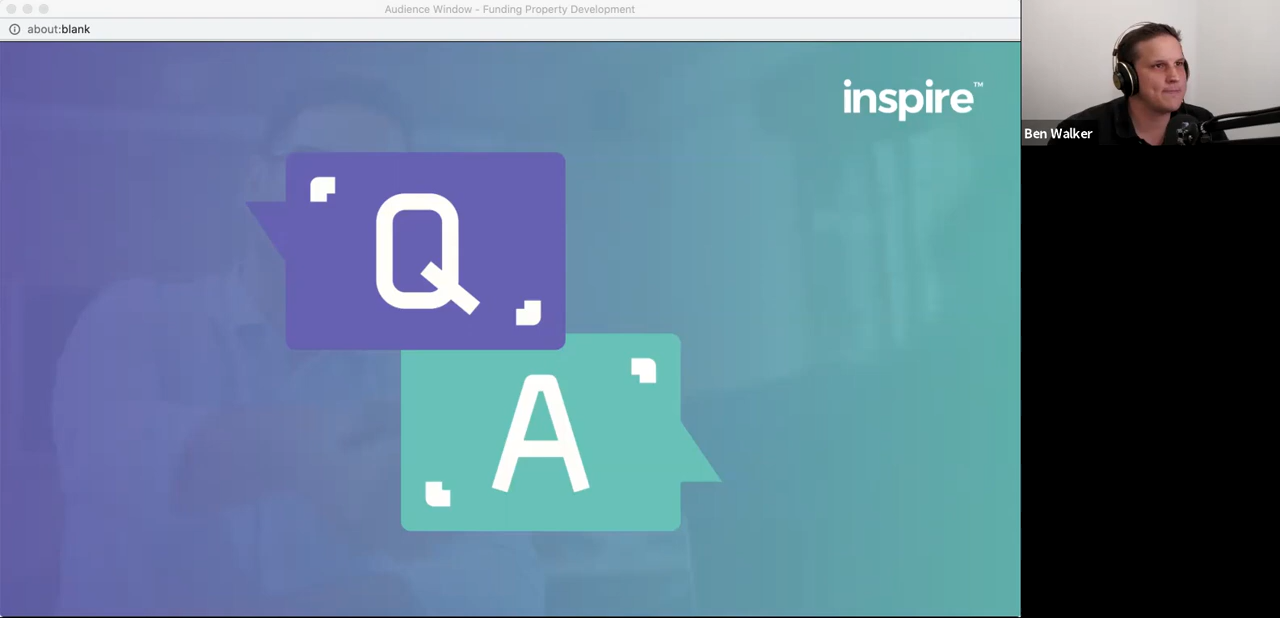 Audience Window - Funding Property Development
about:blank
inspire™
Ben Walker
Q
A